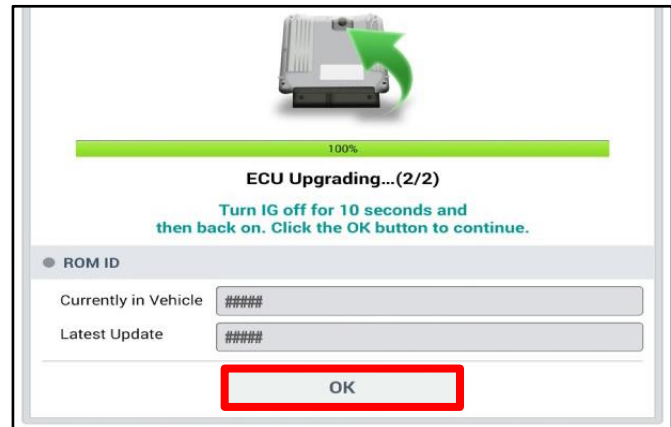 100%
ECU Upgrading...(2/2)
Turn IG off for 10 seconds and
then back on. Click the OK button to continue.
ROM ID
Currently in Vehicle #####
Latest Update #####
OK